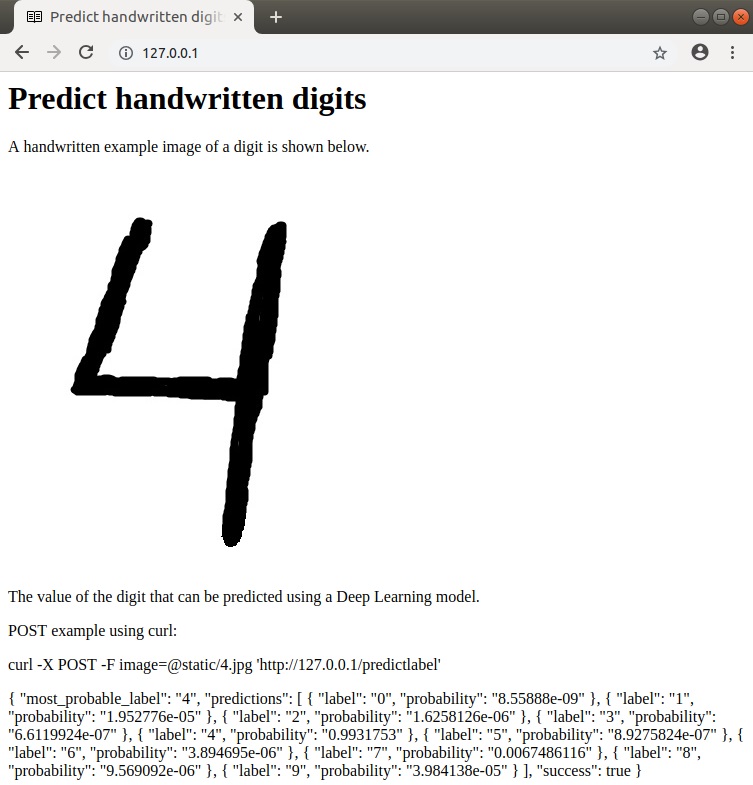 Predict handwritten digits
127.0.0.1
Predict handwritten digits
A handwritten example image of a digit is shown below.
4
The value of the digit that can be predicted using a Deep Learning model.
POST example using curl:
curl -X POST -F image=@static/4.jpg 'http://127.0.0.1/predictlabel'
{ "most_probable_label": "4", "predictions": [ { "label": "0", "probability": "8.55888e-09" }, { "label": "1",
"probability": "1.952776e-05" }, { "label": "2", "probability": "1.6258126e-06" }, { "label": "3", "probability":
"6.6119924e-07" }, { "label": "4", "probability": "0.9931753" }, { "label": "5", "probability": "8.9275824e-07" }, {
"label": "6", "probability": "3.894695e-06" }, { "label": "7", "probability": "0.0067486116" }, { "label": "8",
"probability": "9.569092e-06" }, { "label": "9", "probability": "3.984138e-05" } ], "success": true }